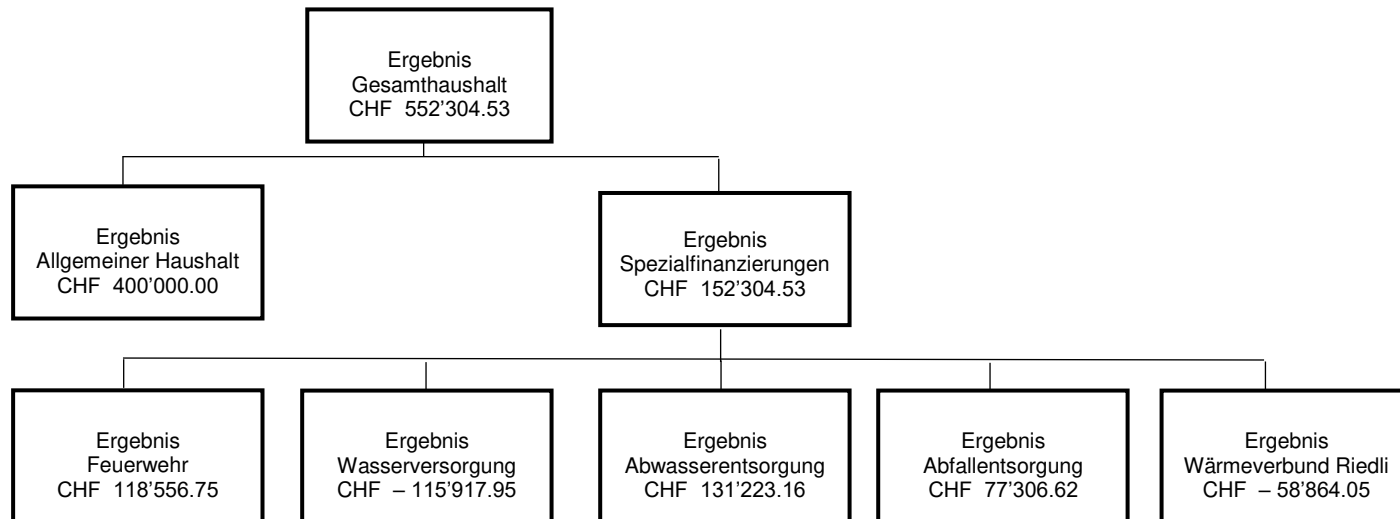 Ergebnis
Gesamthaushalt
CHF 552’304.53
Ergebnis
Allgemeiner Haushalt
CHF 400’000.00
Ergebnis
Spezialfinanzierungen
CHF 152’304.53
Ergebnis
Feuerwehr
CHF 118’556.75
Ergebnis
Wasserversorgung
CHF – 115’917.95
Ergebnis
Abwasserentsorgung
CHF 131’223.16
Ergebnis
Abfallentsorgung
CHF 77’306.62
Ergebnis
Wärmeverbund Riedli
CHF – 58’864.05